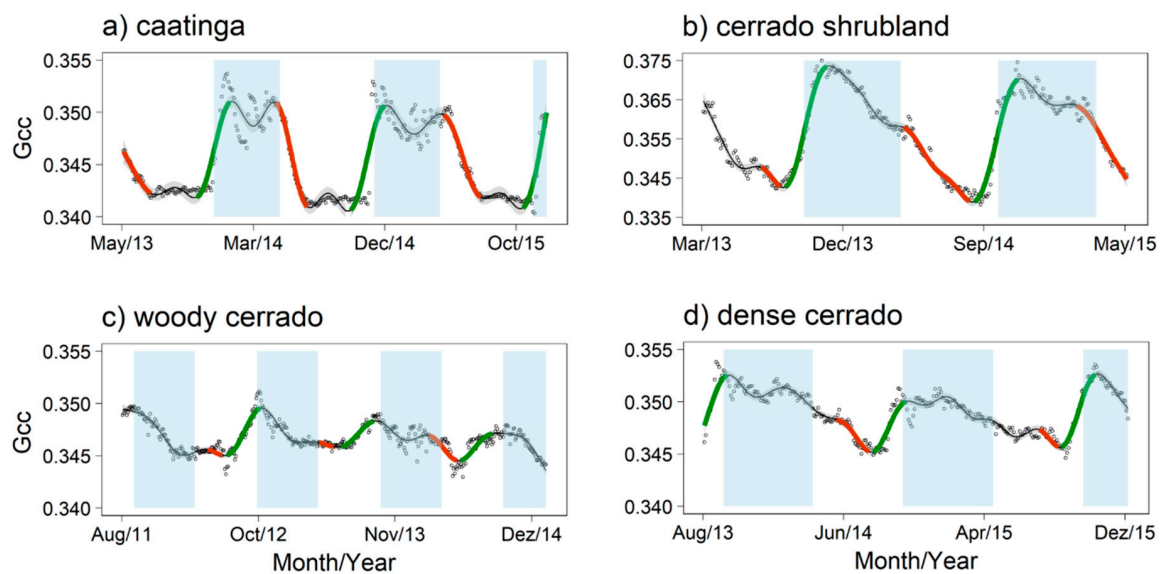 a) caatinga
0.355
0.350
0.345
0.340
Gcc
May/13 Mar/14 Dec/14 Oct/15
b) cerrado shrubland
0.375
0.365
0.355
0.345
0.335
Mar/13 Dec/13 Sep/14 May/15
c) woody cerrado
0.355
0.350
0.345
0.340
Gcc
Aug/11 Oct/12 Nov/13 Dez/14
Month/Year
d) dense cerrado
0.355
0.350
0.345
0.340
Aug/13 Jun/14 Apr/15 Dez/15
Month/Year